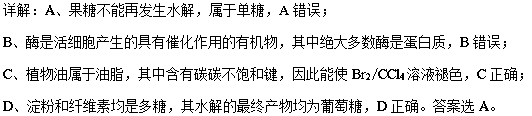 详解：A、果糖不能再发生水解，属于单糖，A 错误；
B、酶是活细胞产生的具有催化作用的有机物，其中绝大多数酶是蛋白质，B 错误；
C、植物油属于油脂，其中含有碳碳不饱和键，因此能使 Br₂/CCl₄ 溶液褪色，C 正确；
D、淀粉和纤维素均是多糖，其水解的最终产物均为葡萄糖，D 正确。答案选 A。